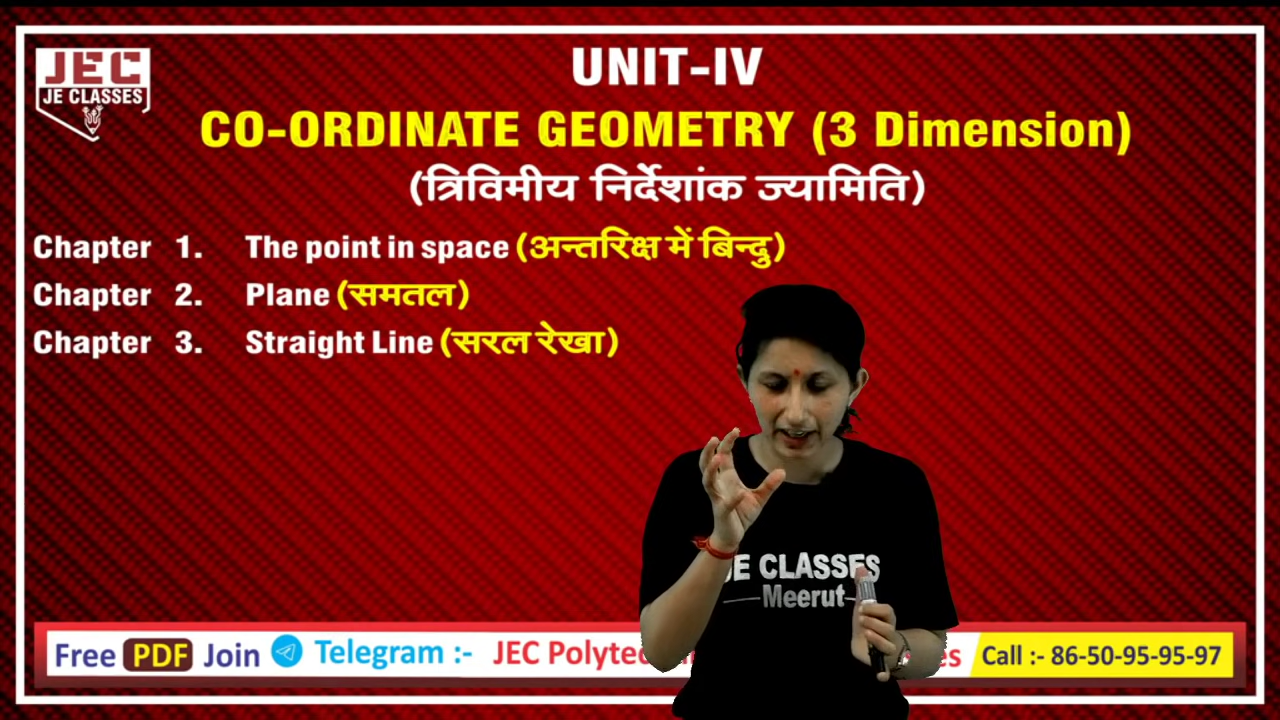 JEC
JE CLASSES
UNIT-IV
CO-ORDINATE GEOMETRY (3 Dimension)
(त्रिविमीय निर्देशांक ज्यामिति)
Chapter 1. The point in space (अन्तरिक्ष में बिन्दु)
Chapter 2. Plane (समतल)
Chapter 3. Straight Line (सरल रेखा)
JE CLASSES
Meerut
Free PDF Join Telegram :- JEC Call :- 86-50-95-95-97